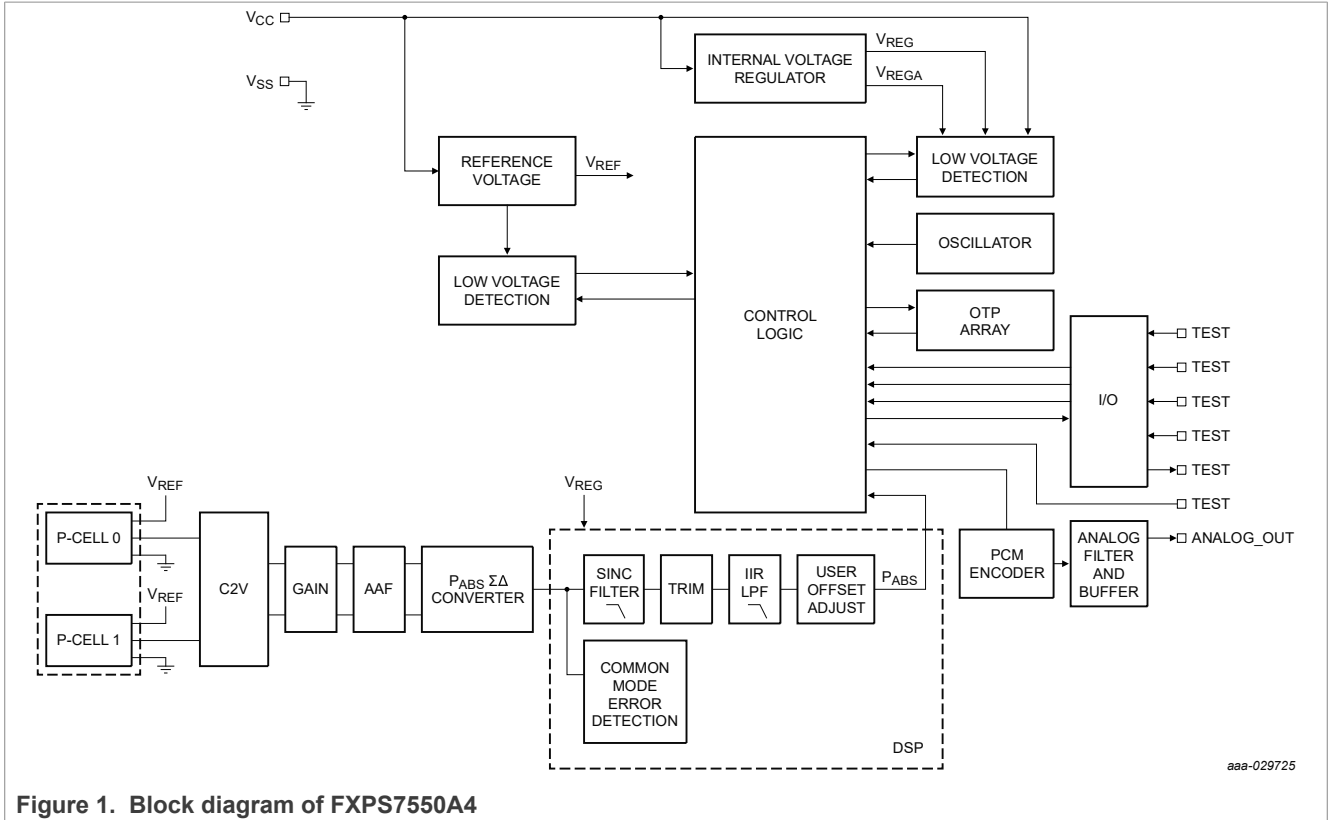 VCC
VSS
INTERNAL VOLTAGE
REGULATOR
VREG
VREGA
REFERENCE
VOLTAGE
VREF
LOW VOLTAGE
DETECTION
LOW VOLTAGE
DETECTION
OSCILLATOR
OTP
ARRAY
CONTROL
LOGIC
I/O
TEST
TEST
TEST
TEST
TEST
TEST
VREF
P-CELL 0
VREF
P-CELL 1
C2V
GAIN
AAF
PABS ΣΔ
CONVERTER
VREG
SINC
FILTER
TRIM
IIR
LPF
USER
OFFSET
ADJUST
PABS
COMMON
MODE
ERROR
DETECTION
DSP
PCM
ENCODER
ANALOG
FILTER
AND
BUFFER
ANALOG_OUT
aaa-029725
Figure 1. Block diagram of FXPS7550A4